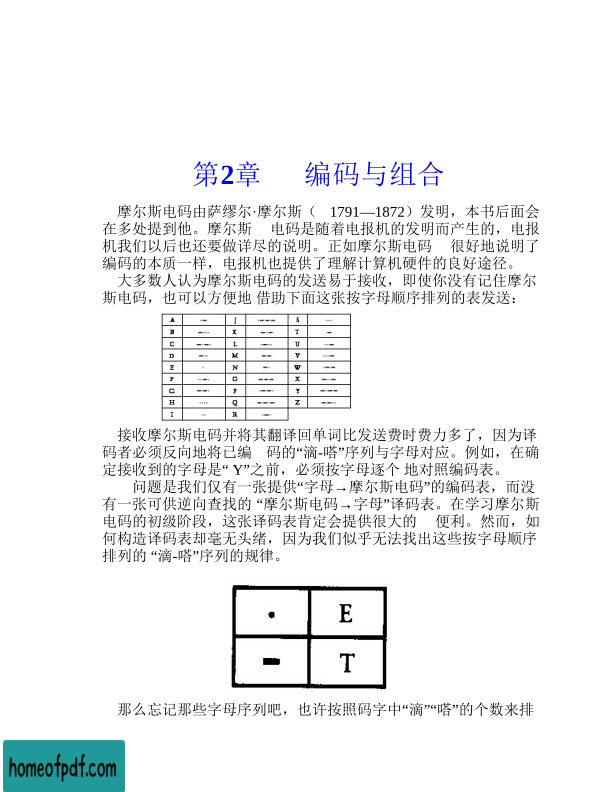 第2章 编码与组合
摩尔斯电码由萨缪尔·摩尔斯（ 1791—1872）发明，本书后面会
在多处提到他。摩尔斯 电码是随着电报机的发明而产生的，电报
机我们以后也还要做详尽的说明。正如摩尔斯电码 很好地说明了
编码的本质一样，电报机也提供了理解计算机硬件的良好途径。
大多数人认为摩尔斯电码的发送易于接收，即使你没有记住摩尔
斯电码，也可以方便地 借助下面这张按字母顺序排列的表发送：
A ·— J ·——— S ···
B —··· K —·— T —
C —·—· L ·—·· U ··—
D —·· M —— V ···—
E · N —· W ·——
F ··—· O ——— X —··—
G ——· P ·——· Y —·——
H ···· Q ——·— Z ——··
I ·· R ·—·
接收摩尔斯电码并将其翻译回单词比发送费时费力多了，因为译
码者必须反向地将已编 码的“滴-嗒”序列与字母对应。例如，在确
定接收到的字母是“ Y”之前，必须按字母逐个 地对照编码表。
问题是我们仅有一张提供“字母→摩尔斯电码”的编码表，而没
有一张可供逆向查找的 “摩尔斯电码→字母”译码表。在学习摩尔斯
电码的初级阶段，这张译码表肯定会提供很大的 便利。然而，如
何构造译码表却毫无头绪，因为我们似乎无法找出这些按字母顺序
排列的 “滴-嗒”序列的规律。
· E
— T
那么忘记那些字母序列吧，也许按照码字中“滴”“嗒”的个数来排
homeofpdf.com